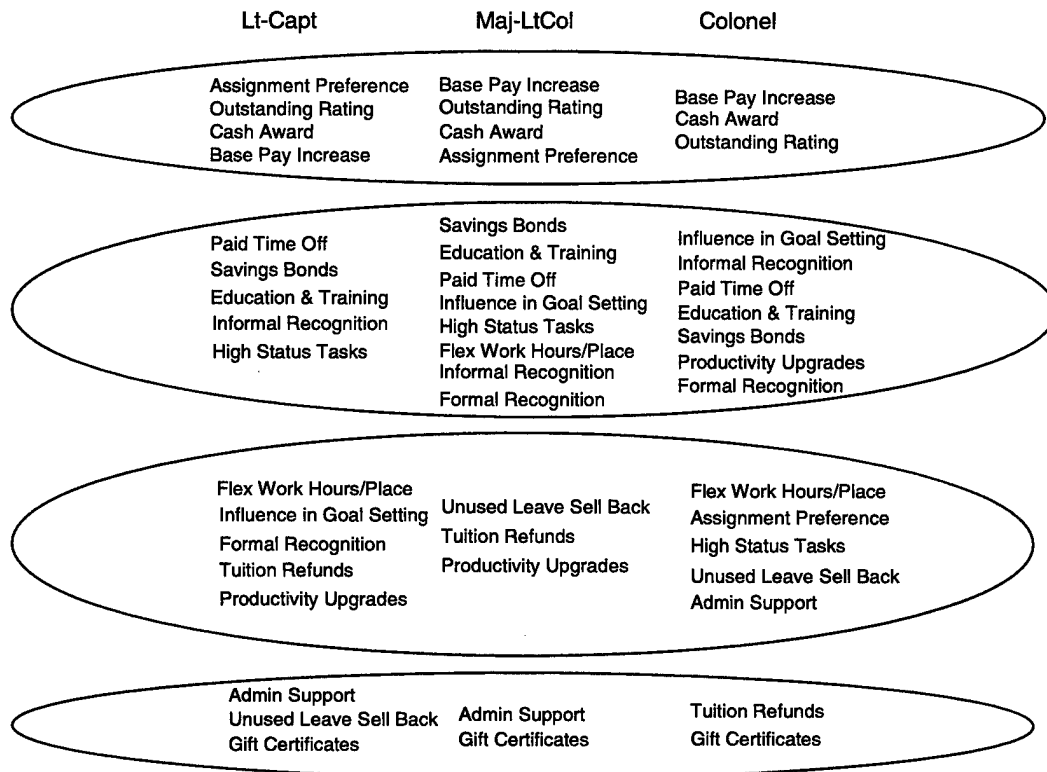 Lt-Capt
Maj-LtCol
Colonel
Assignment Preference
Outstanding Rating
Cash Award
Base Pay Increase
Base Pay Increase
Outstanding Rating
Cash Award
Assignment Preference
Base Pay Increase
Cash Award
Outstanding Rating
Paid Time Off
Savings Bonds
Education & Training
Informal Recognition
High Status Tasks
Savings Bonds
Education & Training
Paid Time Off
Influence in Goal Setting
High Status Tasks
Flex Work Hours/Place
Informal Recognition
Formal Recognition
Influence in Goal Setting
Informal Recognition
Paid Time Off
Education & Training
Savings Bonds
Productivity Upgrades
Formal Recognition
Flex Work Hours/Place
Influence in Goal Setting
Formal Recognition
Tuition Refunds
Productivity Upgrades
Unused Leave Sell Back
Tuition Refunds
Productivity Upgrades
Flex Work Hours/Place
Assignment Preference
High Status Tasks
Unused Leave Sell Back
Admin Support
Admin Support
Unused Leave Sell Back
Gift Certificates
Admin Support
Gift Certificates
Tuition Refunds
Gift Certificates